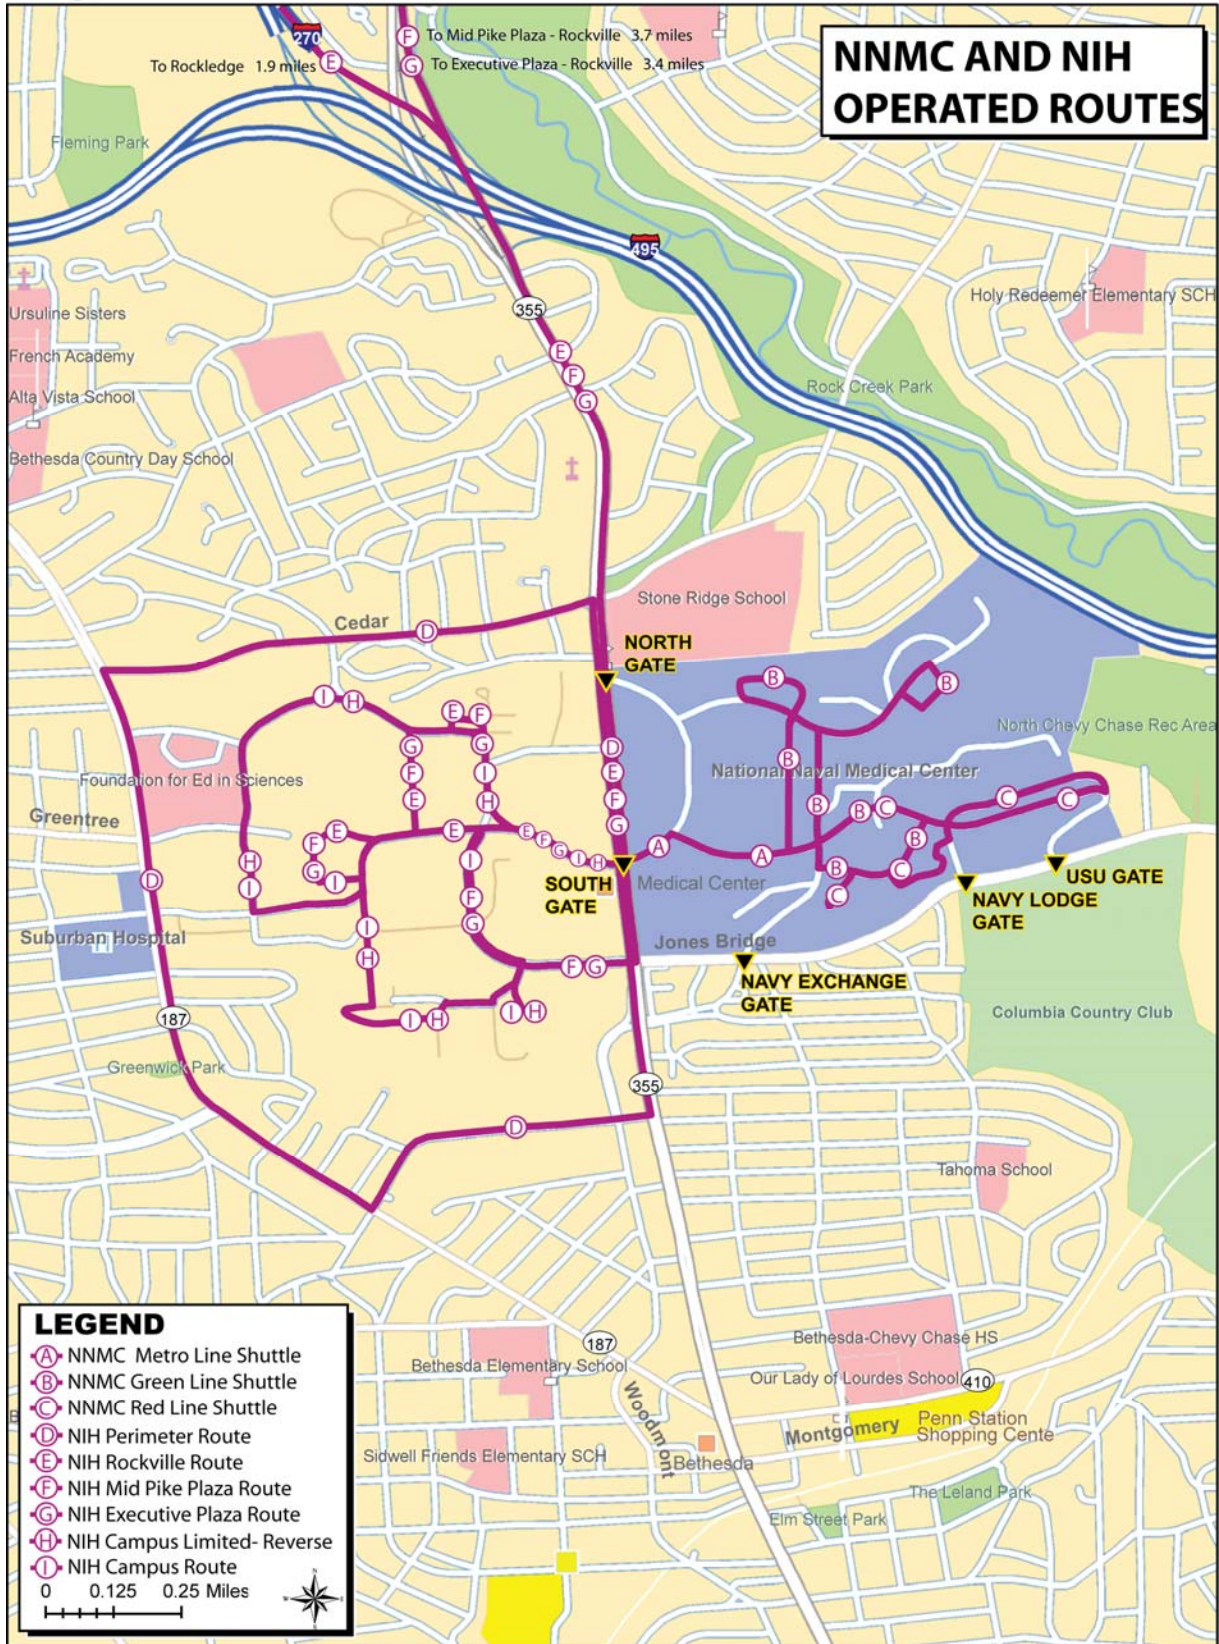 NNMC AND NIH
OPERATED ROUTES
270
To Rockledge 1.9 miles
E
F
To Mid Pike Plaza - Rockville 3.7 miles
G
To Executive Plaza - Rockville 3.4 miles
Fleming Park
495
Holy Redeemer Elementary SCH
Ursuline Sisters
355
French Academy
E
F
G
Alta Vista School
Rock Creek Park
Bethesda Country Day School
Stone Ridge School
Cedar
D
NORTH
GATE
I H
E F
B
B
North Chevy Chase Rec Area
G
F
E
G
I
H
D
E
F
G
B
National Naval Medical Center
Foundation for Ed in Sciences
Greentree
E
F
G
I
E
E
F
G
I
H
A
A
B
B C
C
C
B
H
I
D
I
F
G
SOUTH
GATE
Medical Center
B
C
C
USU GATE
NAVY LODGE
GATE
Suburban Hospital
I
H
F G
Jones Bridge
NAVY EXCHANGE
GATE
Columbia Country Club
187
I H
I H
Greenwick Park
355
D
Tahoma School
187
Bethesda Elementary School
Bethesda-Chevy Chase HS
Our Lady of Lourdes School
410
Woodmont
Montgomery
Penn Station
Shopping Cente
Sidwell Friends Elementary SCH
Bethesda
The Leland Park
Elm Street Park
LEGEND
A NNMC Metro Line Shuttle
B NNMC Green Line Shuttle
C NNMC Red Line Shuttle
D NIH Perimeter Route
E NIH Rockville Route
F NIH Mid Pike Plaza Route
G NIH Executive Plaza Route
H NIH Campus Limited- Reverse
I NIH Campus Route
0 0.125 0.25 Miles
N